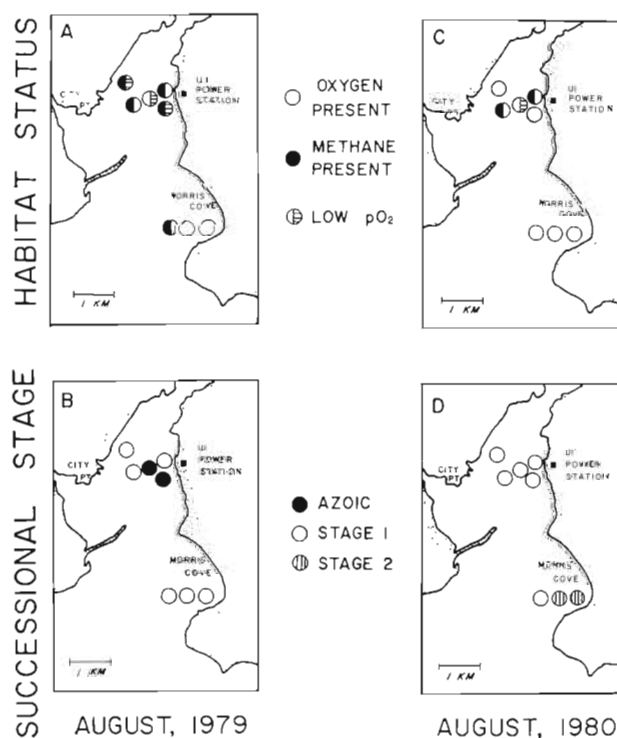 HABITAT STATUS
A
CITY
PT.
UI
POWER
STATION
MORRIS
COVE
1 KM
OXYGEN
PRESENT
METHANE
PRESENT
LOW pO2
C
CITY
PT.
UI
POWER
STATION
MORRIS
COVE
1 KM
SUCCESSIONAL STAGE
B
CITY
PT.
UI
POWER
STATION
MORRIS
COVE
1 KM
AZOIC
STAGE 1
STAGE 2
D
CITY
PT.
UI
POWER
STATION
MORRIS
COVE
1 KM
AUGUST, 1979
AUGUST, 1980